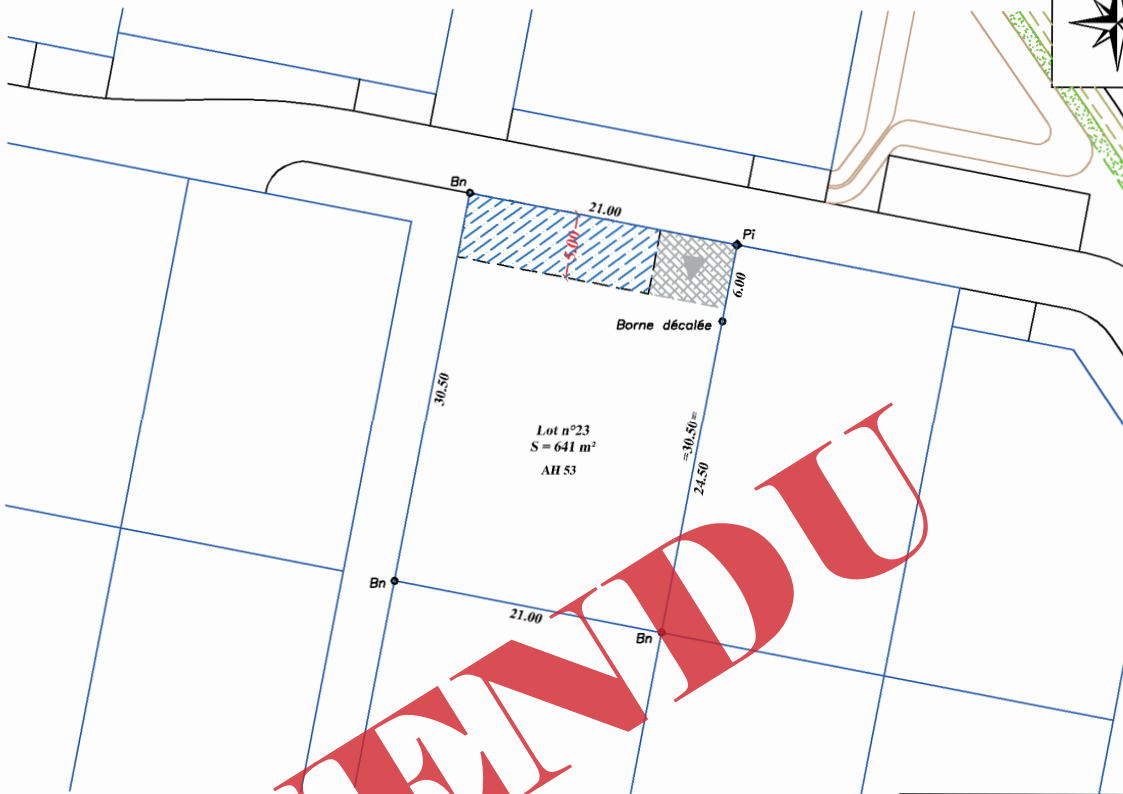 Bn
21.00
Pi
5.00
6.00
Borne décalée
30.50
=30.50=
Lot n°23
S = 641 m²
AH 53
24.50
Bn
21.00
Bn
ENDU